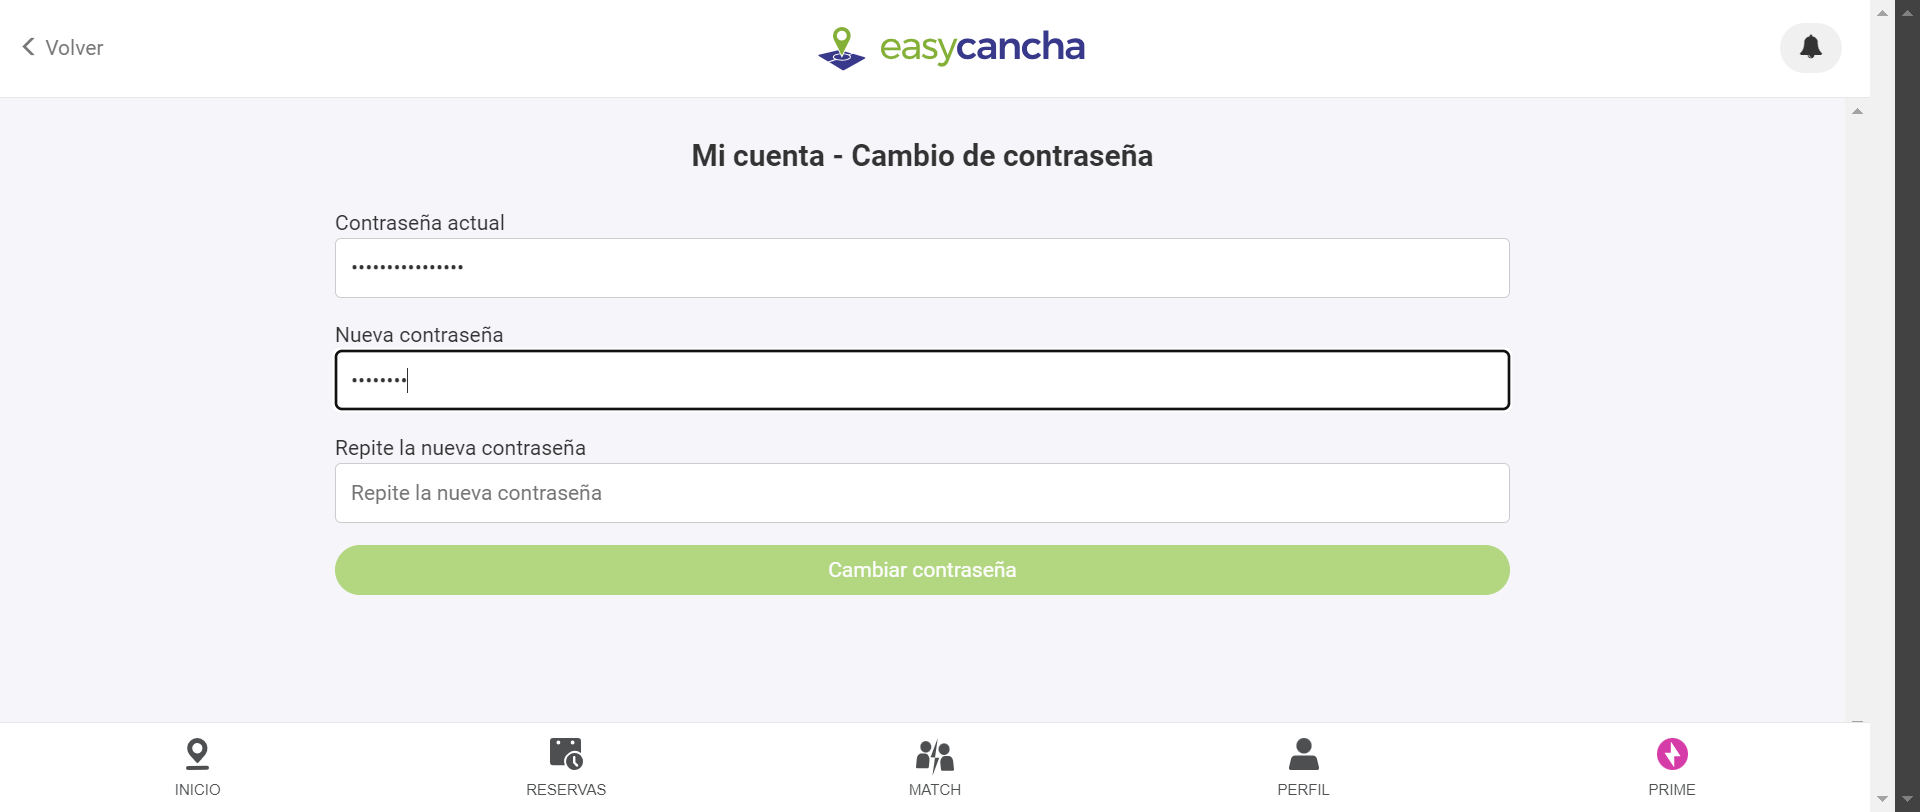 Volver
easycancha
Mi cuenta - Cambio de contraseña
Contraseña actual
••••••••••••••••
Nueva contraseña
••••••••
Repite la nueva contraseña
Repite la nueva contraseña
Cambiar contraseña
INICIO
RESERVAS
MATCH
PERFIL
PRIME